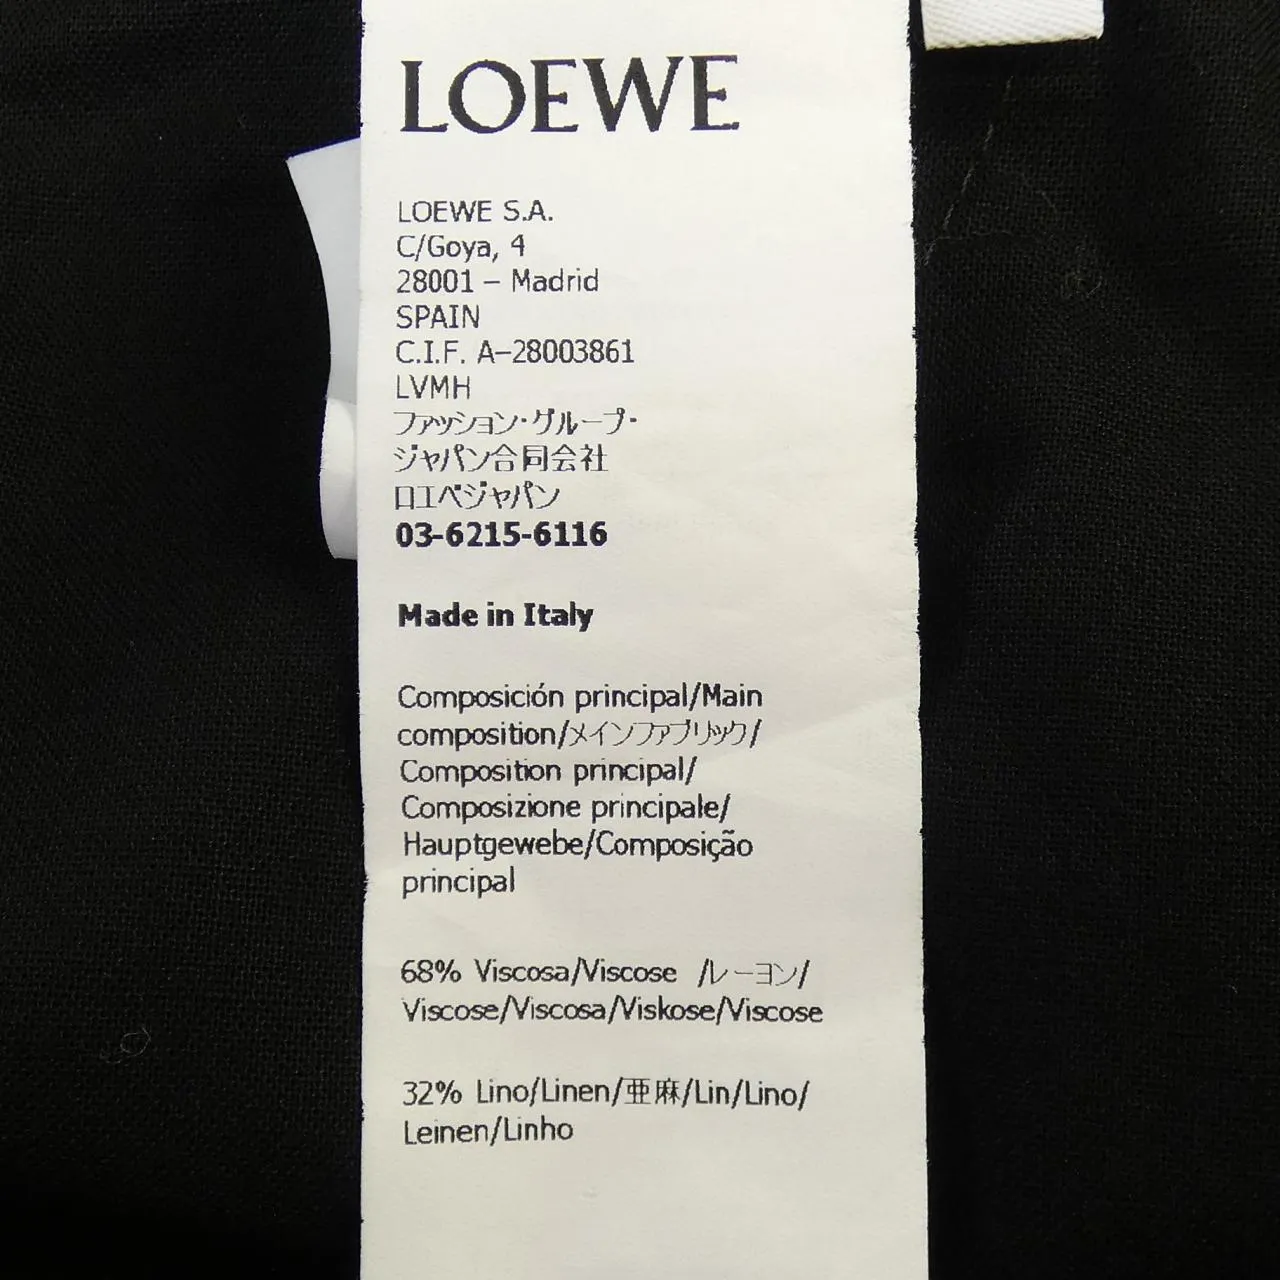 LOEWE
LOEWE S.A.
C/Goya, 4
28001 – Madrid
SPAIN
C.I.F. A–28003861
LVMH
ファッション・グループ・
ジャパン合同会社
ロエベジャパン
03-6215-6116
Made in Italy
Composición principal/Main
composition/メインファブリック/
Composition principal/
Composizione principale/
Hauptgewebe/Composição
principal
68% Viscosa/Viscose /レーヨン/
Viscose/Viscosa/Viskose/Viscose
32% Lino/Linen/亜麻/Lin/Lino/
Leinen/Linho